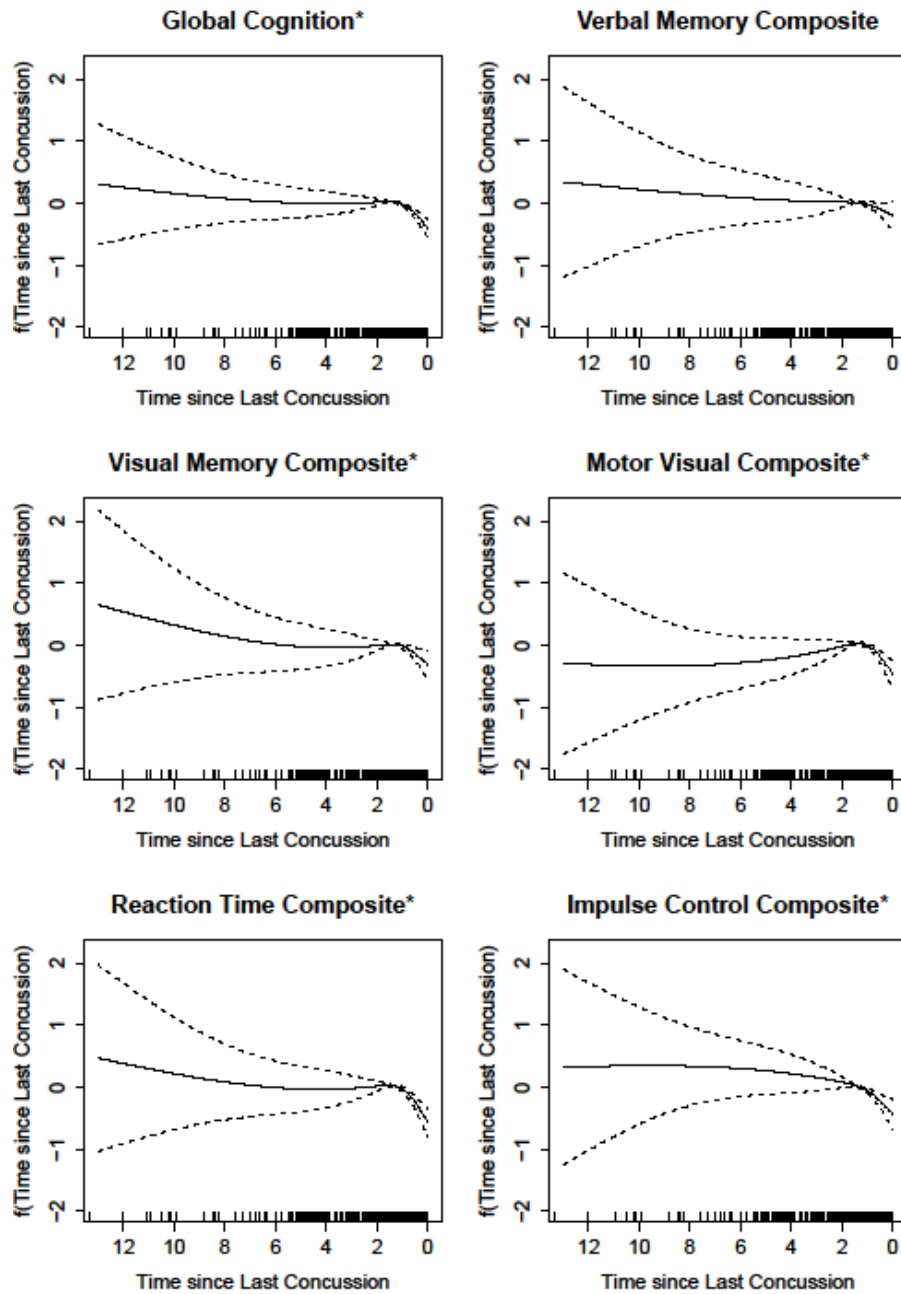 Global Cognition*
f(Time since Last Concussion)
2
1
0
−1
−2
12 10 8 6 4 2 0
Time since Last Concussion
Verbal Memory Composite
f(Time since Last Concussion)
2
1
0
−1
−2
12 10 8 6 4 2 0
Time since Last Concussion
Visual Memory Composite*
f(Time since Last Concussion)
2
1
0
−1
−2
12 10 8 6 4 2 0
Time since Last Concussion
Motor Visual Composite*
f(Time since Last Concussion)
2
1
0
−1
−2
12 10 8 6 4 2 0
Time since Last Concussion
Reaction Time Composite*
f(Time since Last Concussion)
2
1
0
−1
−2
12 10 8 6 4 2 0
Time since Last Concussion
Impulse Control Composite*
f(Time since Last Concussion)
2
1
0
−1
−2
12 10 8 6 4 2 0
Time since Last Concussion